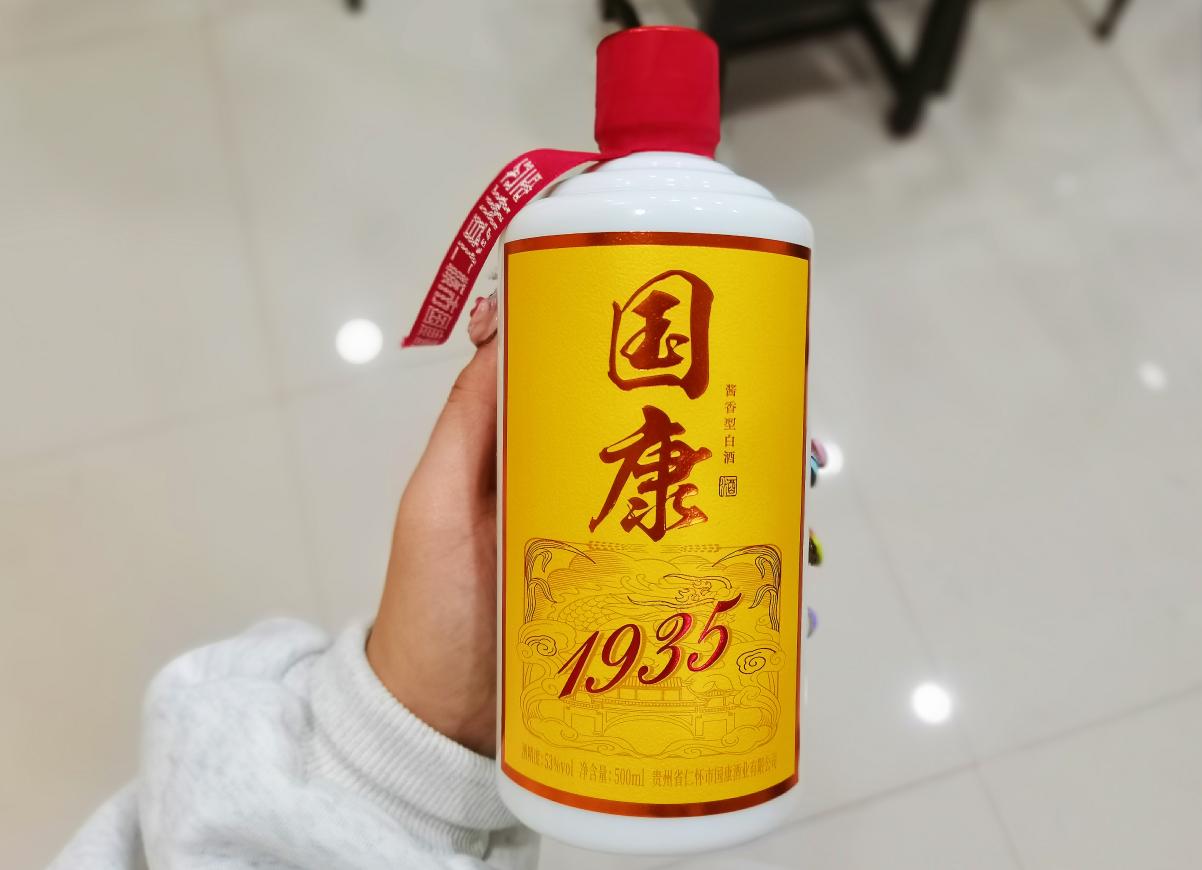 国康
酱香型白酒
1935
酒精度:53%vol 净含量:500ml 贵州省仁怀市国康酒业有限公司